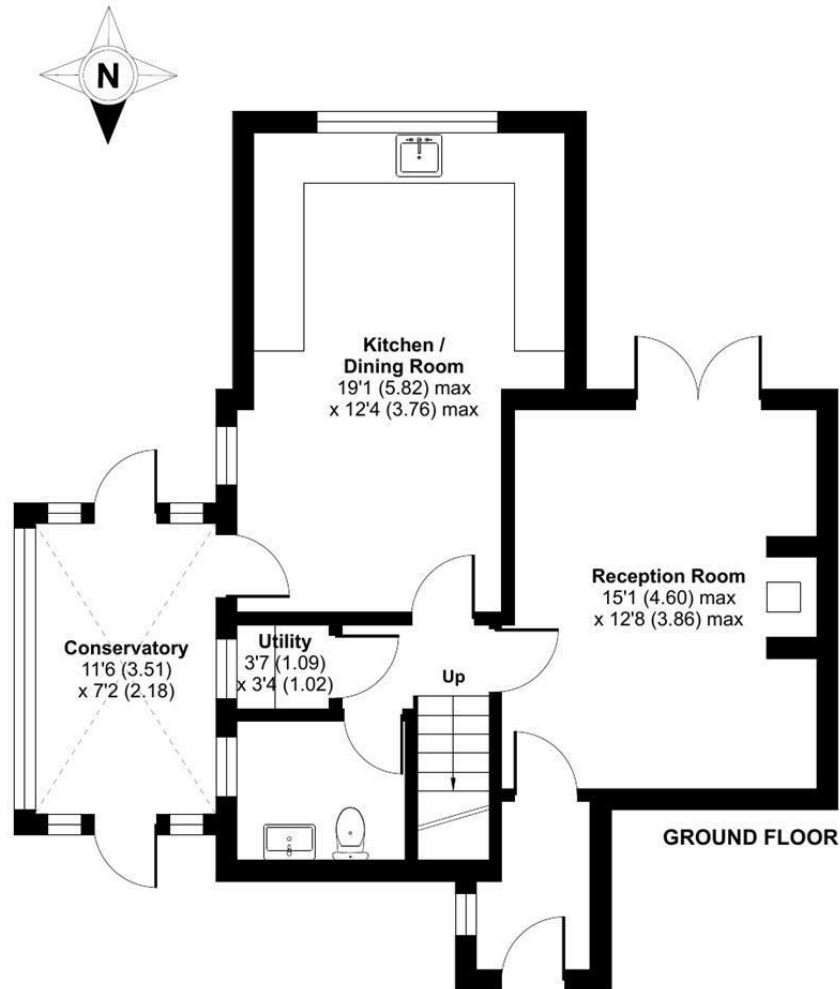 N
Kitchen /
Dining Room
19'1 (5.82) max
x 12'4 (3.76) max
Reception Room
15'1 (4.60) max
x 12'8 (3.86) max
Conservatory
11'6 (3.51)
x 7'2 (2.18)
Utility
3'7 (1.09)
x 3'4 (1.02)
Up
GROUND FLOOR